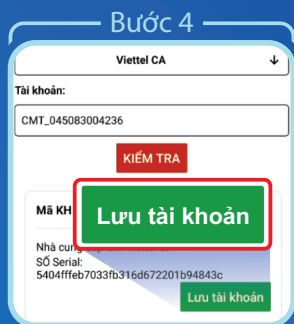 Bước 4
Viettel CA
Tài khoản:
CMT_045083004236
KIỂM TRA
Mã KH
Lưu tài khoản
Nhà cung
SỐ Serial:
5404fffeb7033fb316d672201b94843c
Lưu tài khoản